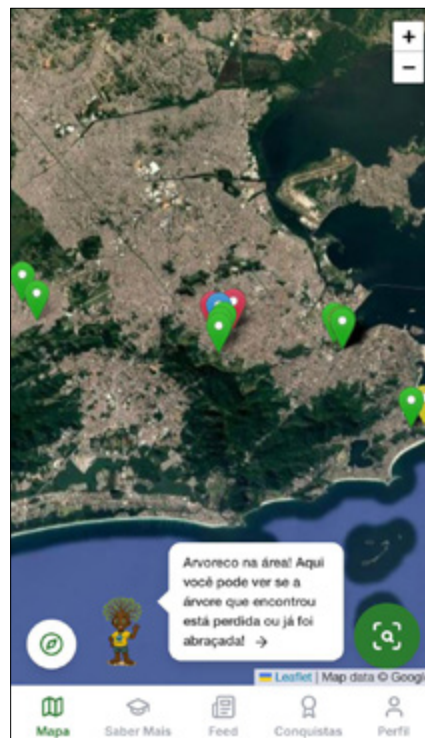 +
−
Arvoreco na área! Aqui
você pode ver se a
árvore que encontrou
está perdida ou já foi
abraçada! →
Leaflet | Map data © Googl
Mapa
Saber Mais
Feed
Conquistas
Perfil